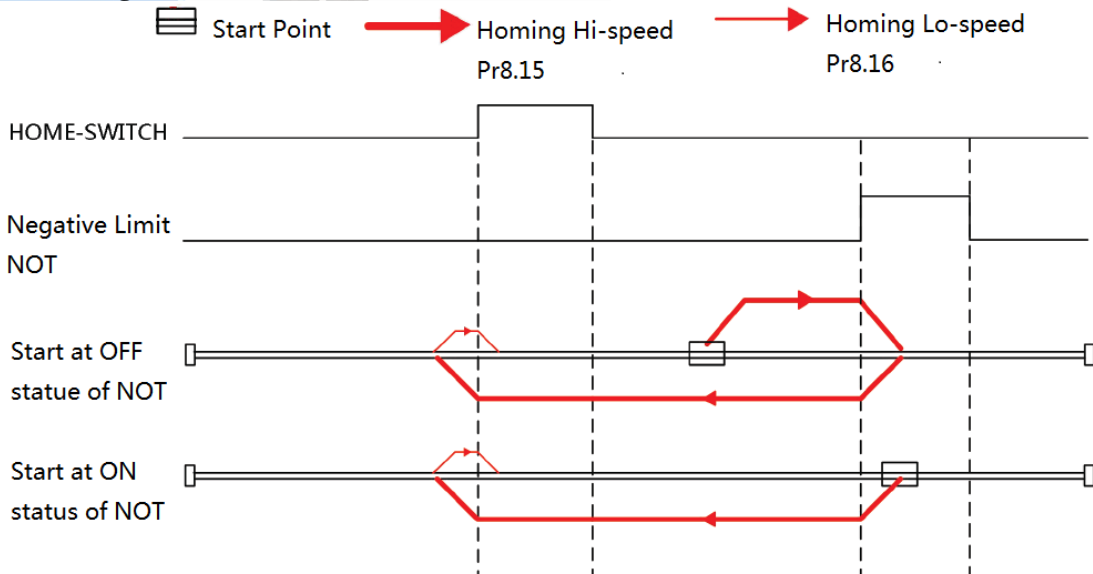 Start Point
Homing Hi-speed
Pr8.15
Homing Lo-speed
Pr8.16
HOME-SWITCH
Negative Limit
NOT
Start at OFF
statue of NOT
Start at ON
status of NOT